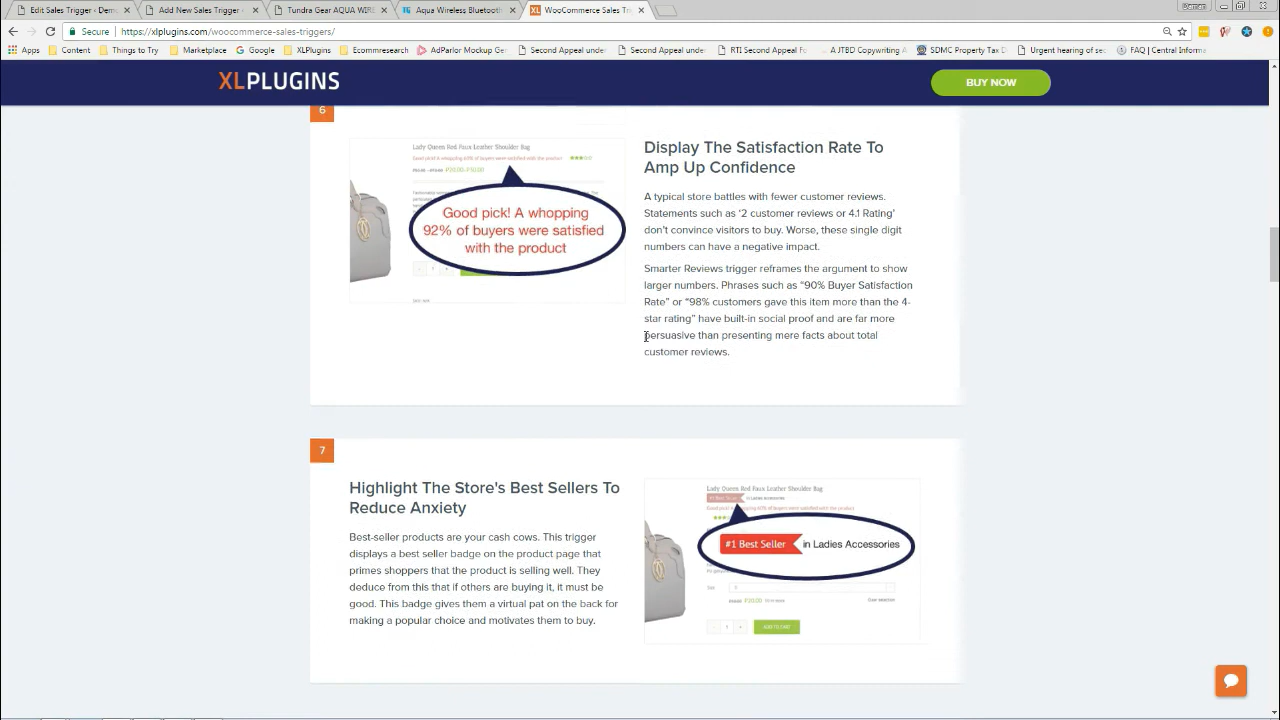 Edit Sales Trigger ‹ Dem
Add New Sales Trigger
Tundra Gear AQUA WIRE
Aqua Wireless Bluetooth
WooCommerce Sales Tri
Secure
https://xlplugins.com/woocommerce-sales-triggers/
Apps
Content
Things to Try
Marketplace
Google
XLPlugins
Ecommresearch
AdParlor Mockup Ge
Second Appeal under
Second Appeal unde
RTI Second Appeal Fo
A JTBD
SDMC Property Tax D
Urgent hearing of se
FAQ | Central Informa
XLPLUGINS
BUY NOW
6
Lady Queen Red Faux Leather Shoulder Bag
Good pick! A whopping
92% of buyers were satisfied
with the product
Display The Satisfaction Rate To
Amp Up Confidence
A typical store battles with fewer customer reviews.
Statements such as ‘2 customer reviews or 4.1 Rating’
don’t convince visitors to buy. Worse, these single digit
numbers can have a negative impact.
Smarter Reviews trigger reframes the argument to show
larger numbers. Phrases such as “90% Buyer Satisfaction
Rate” or “98% customers gave this item more than the 4-
star rating” have built-in social proof and are far more
persuasive than presenting mere facts about total
customer reviews.
7
Highlight The Store's Best Sellers To
Reduce Anxiety
Best-seller products are your cash cows. This trigger
displays a best seller badge on the product page that
primes shoppers that the product is selling well. They
deduce from this that if others are buying it, it must be
good. This badge gives them a virtual pat on the back for
making a popular choice and motivates them to buy.
Lady Queen Red Faux Leather Shoulder Bag
#1 Best Seller in Ladies Accessories
ADD TO CART